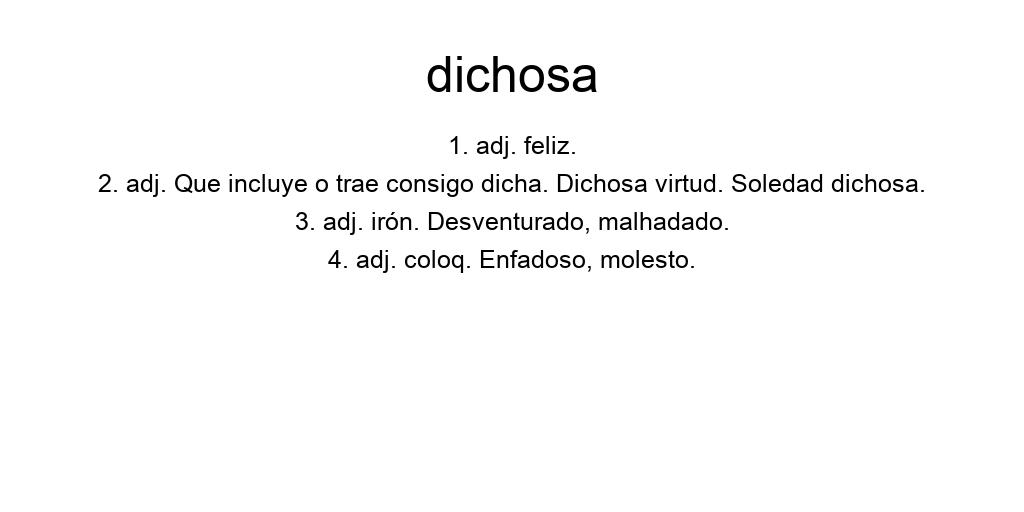 dichosa
1. adj. feliz.
2. adj. Que incluye o trae consigo dicha. Dichosa virtud. Soledad dichosa.
3. adj. irón. Desventurado, malhadado.
4. adj. coloq. Enfadoso, molesto.